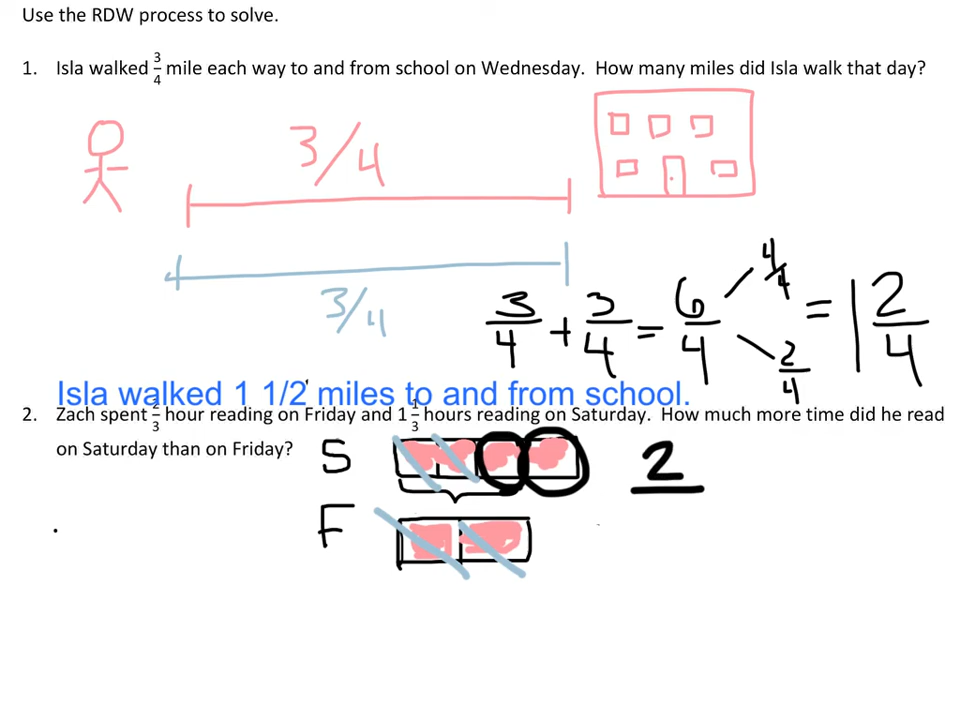 Use the RDW process to solve.
1. Isla walked 3/4 mile each way to and from school on Wednesday. How many miles did Isla walk that day?
3/4
3/4
3/4 + 3/4 = 6/4 4/4 2/4 = 1 2/4
Isla walked 1 1/2 miles to and from school.
2. Zach spent 2/3 hour reading on Friday and 1 1/3 hours reading on Saturday. How much more time did he read
on Saturday than on Friday?
S
2
F